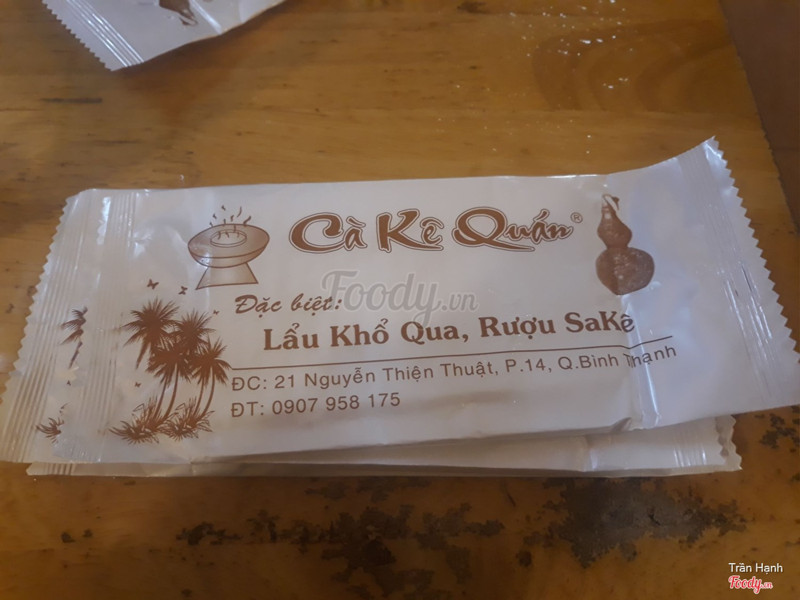 Cà Kê Quán®
Foody.vn
Đặc biệt:
Lẩu Khổ Qua, Rượu SaKê
ĐC: 21 Nguyễn Thiện Thuật, P.14, Q.Bình Thạnh
ĐT: 0907 958 175
Trần Hạnh
Foody.vn